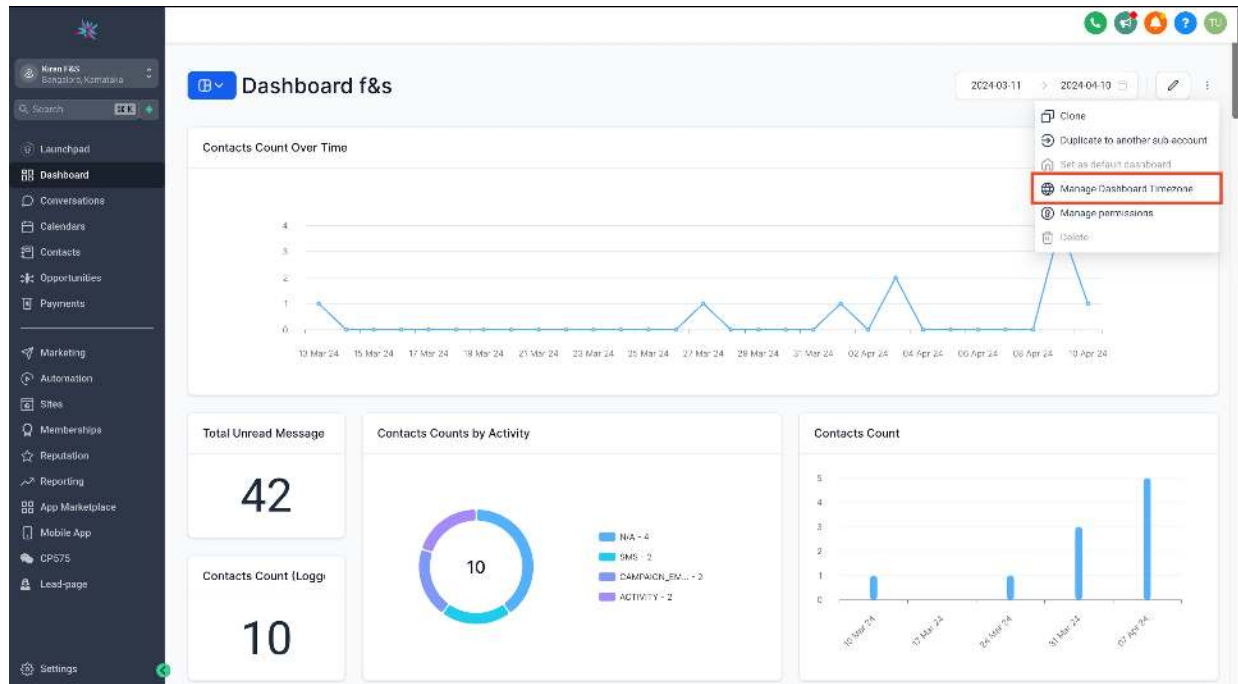 Kiran F&S
Bangalore, Karnataka
Search
⌘ K
Launchpad
Dashboard
Conversations
Calendars
Contacts
Opportunities
Payments
Marketing
Automation
Sites
Memberships
Reputation
Reporting
App Marketplace
Mobile App
CP575
Lead-page
Settings
TU
Dashboard f&s
2024-03-11
2024-04-10
Clone
Duplicate to another sub-account
Set as default dashboard
Manage Dashboard Timezone
Manage permissions
Delete
Contacts Count Over Time
4
3
2
1
0
13 Mar 24 15 Mar 24 17 Mar 24 19 Mar 24 21 Mar 24 23 Mar 24 25 Mar 24 27 Mar 24 29 Mar 24 31 Mar 24 02 Apr 24 04 Apr 24 06 Apr 24 08 Apr 24 10 Apr 24
Total Unread Message
42
Contacts Count (Logg
10
Contacts Counts by Activity
10
N/A - 4
SMS - 2
CAMPAIGN_EM... - 2
ACTIVITY - 2
Contacts Count
5
4
3
2
1
0
10 Mar 24 17 Mar 24 24 Mar 24 31 Mar 24 07 Apr 24